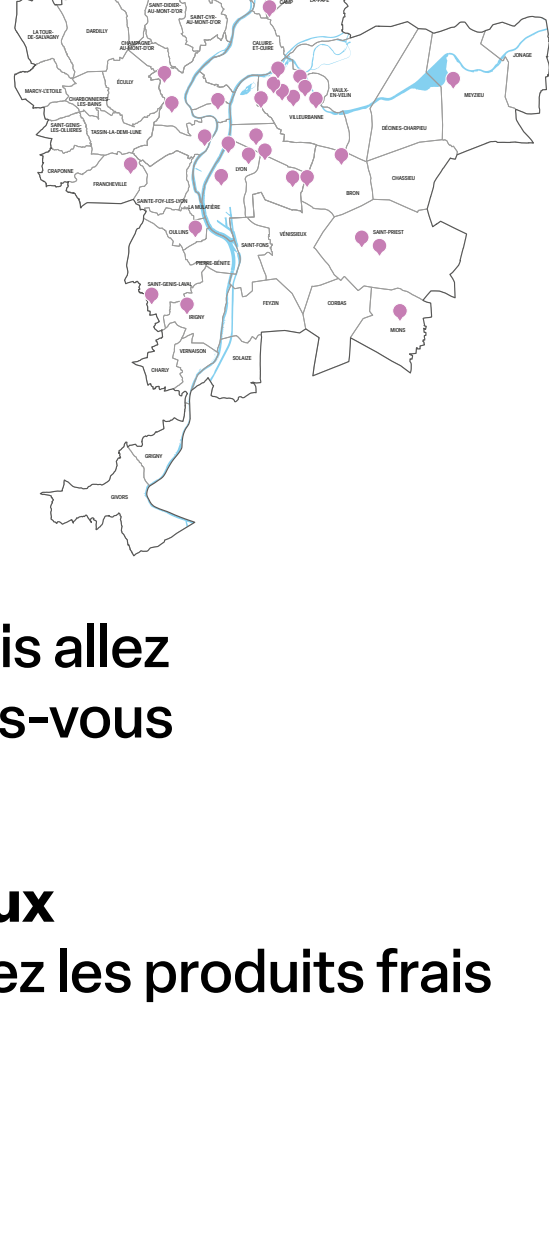 SAINT-DIDIER-
AU-MONT-D'OR
SAINT-CYR-
AU-MONT-D'OR
LA TOUR-
DE-SALVAGNY
DARDILLY
CHAMPAGNE-
AU-MONT-D'OR
CALUIRE-
ET-CUIRE
JONAGE
ÉCULLY
MARCY-L'ETOILE
CHARBONNIERES-
LES-BAINS
VAULX-
EN-VELIN
MEYZIEU
VILLEURBANNE
SAINT-GENIS-
LES-OLLIERES
TASSIN-LA-DEMI-LUNE
DÉCINES-CHARPIEU
CRAPONNE
LYON
FRANCHEVILLE
CHASSIEU
BRON
SAINTE-FOY-LES-LYON
LA MULATIÈRE
OULLINS
VÉNISSIEUX
SAINT-PRIEST
SAINT-FONS
PIERRE-BÉNITE
SAINT-GENIS-LAVAL
FEYZIN
CORBAS
IRIGNY
MIONS
VERNAISON
SOLAIZE
CHARLY
GRIGNY
GIVORS
is allez
s-vous
ux
ez les produits frais